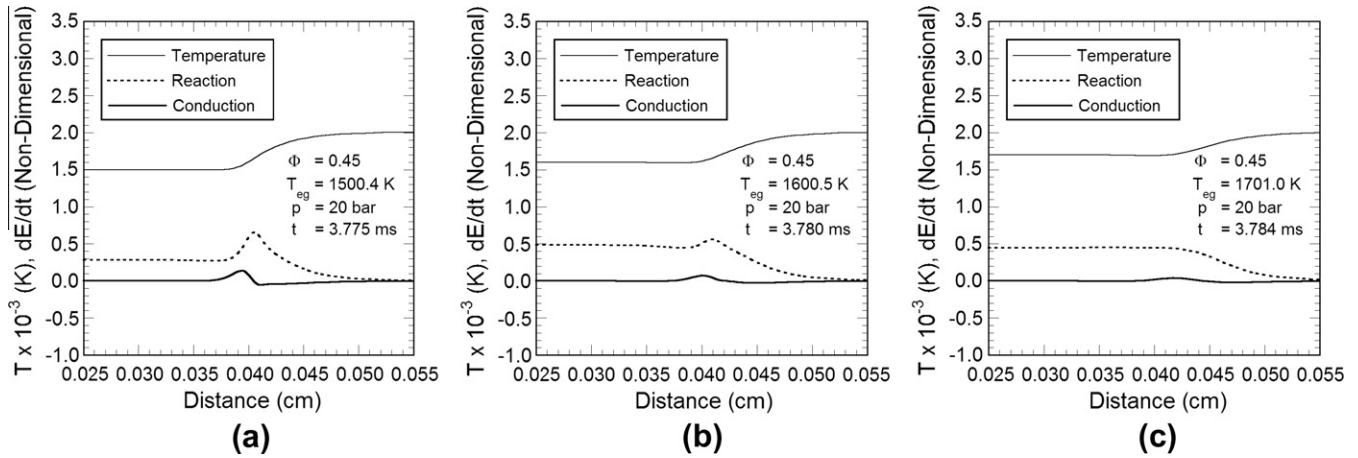 T x 10⁻³ (K), dE/dt (Non-Dimensional)
3.5
3.0
2.5
2.0
1.5
1.0
0.5
0.0
-0.5
-1.0
Temperature
Reaction
Conduction
Φ = 0.45
T_eg = 1500.4 K
p = 20 bar
t = 3.775 ms
0.025 0.030 0.035 0.040 0.045 0.050 0.055
Distance (cm)
(a)
T x 10⁻³ (K), dE/dt (Non-Dimensional)
3.5
3.0
2.5
2.0
1.5
1.0
0.5
0.0
-0.5
-1.0
Temperature
Reaction
Conduction
Φ = 0.45
T_eg = 1600.5 K
p = 20 bar
t = 3.780 ms
0.025 0.030 0.035 0.040 0.045 0.050 0.055
Distance (cm)
(b)
T x 10⁻³ (K), dE/dt (Non-Dimensional)
3.5
3.0
2.5
2.0
1.5
1.0
0.5
0.0
-0.5
-1.0
Temperature
Reaction
Conduction
Φ = 0.45
T_eg = 1701.0 K
p = 20 bar
t = 3.784 ms
0.025 0.030 0.035 0.040 0.045 0.050 0.055
Distance (cm)
(c)